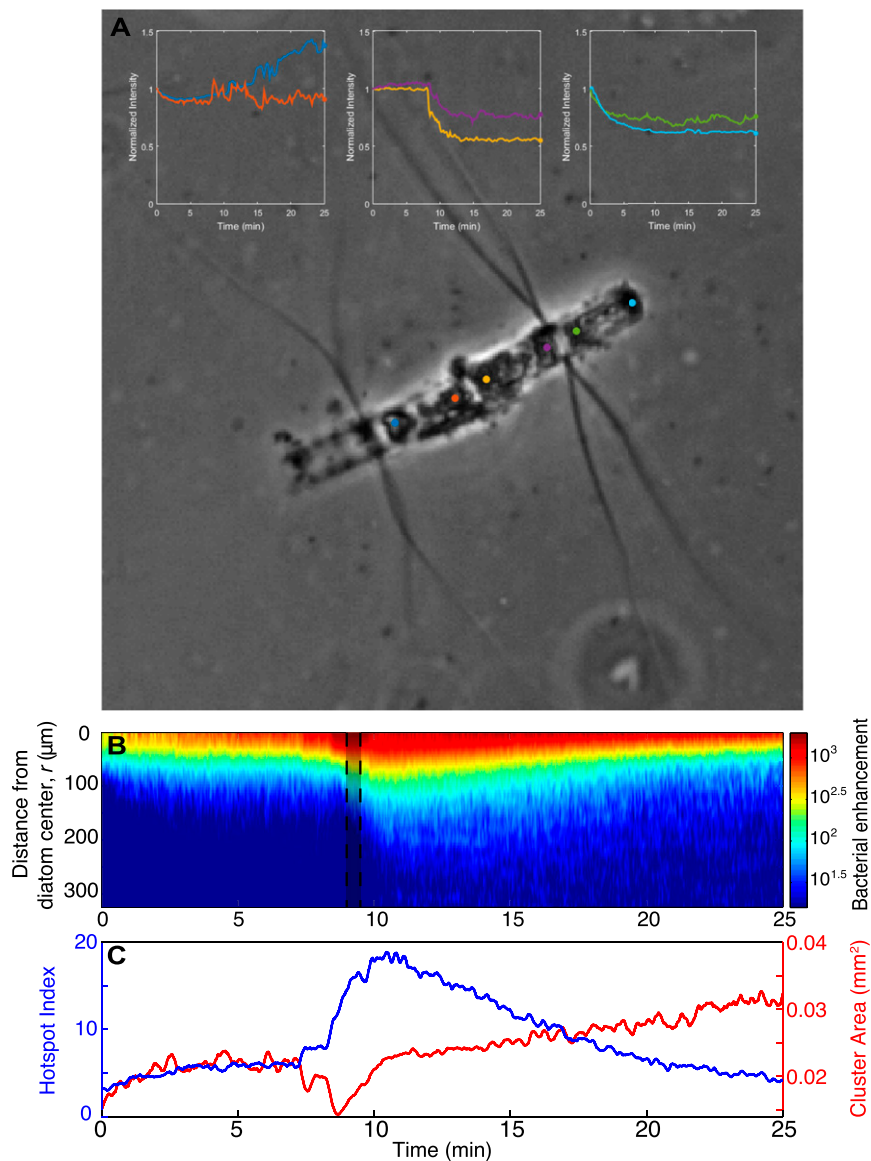 A
1.5
1
0.5
0
Normalized Intensity
0 5 10 15 20 25
Time (min)
1.5
1
0.5
0
Normalized Intensity
0 5 10 15 20 25
Time (min)
1.5
1
0.5
0
Normalized Intensity
0 5 10 15 20 25
Time (min)
B
Distance from
diatom center, r (µm)
0
100
200
300
0 5 10 15 20 25
10³
10^2.5
10²
10^1.5
Bacterial enhancement
C
Hotspot Index
20
10
0
0.04
0.03
0.02
Cluster Area (mm²)
0 5 10 15 20 25
Time (min)